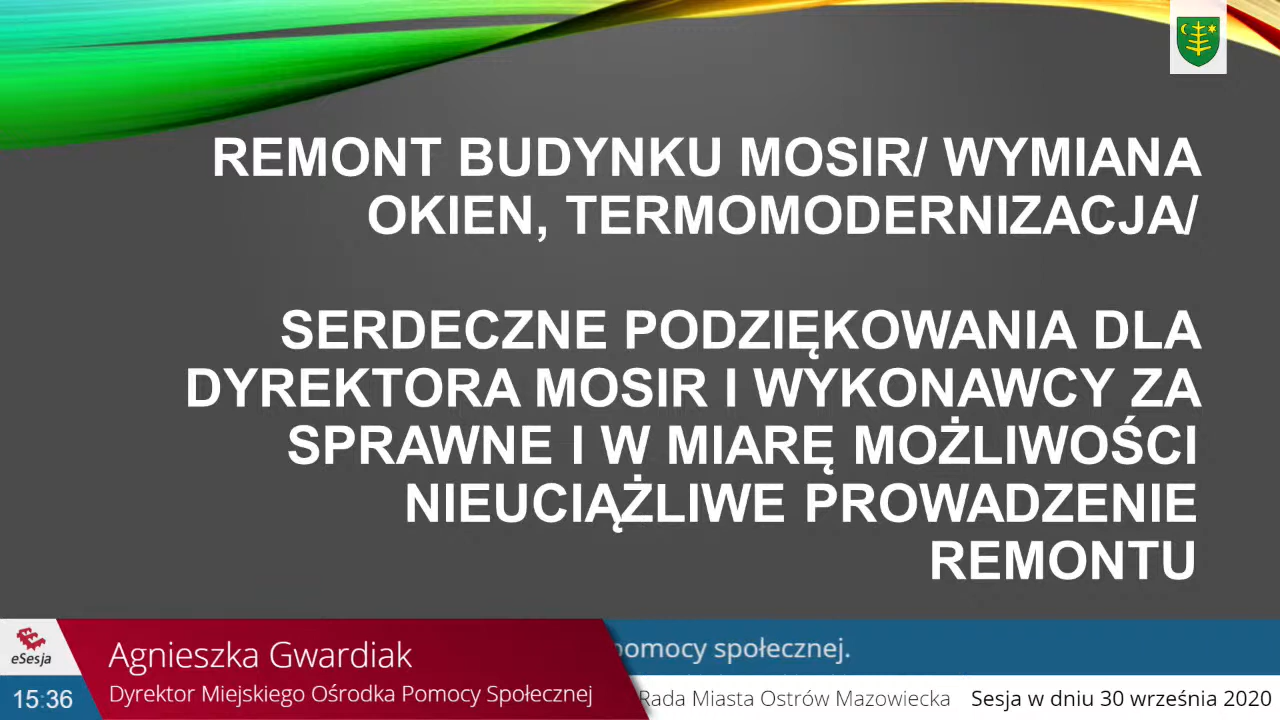 REMONT BUDYNKU MOSIR/ WYMIANA
OKIEN, TERMOMODERNIZACJA/
SERDECZNE PODZIĘKOWANIA DLA
DYREKTORA MOSIR I WYKONAWCY ZA
SPRAWNE I W MIARĘ MOŻLIWOŚCI
NIEUCIĄŻLIWE PROWADZENIE
REMONTU
eSesja
Agnieszka Gwardiak
Dyrektor Miejskiego Ośrodka Pomocy Społecznej
pomocy społecznej.
15:36
Rada Miasta Ostrów Mazowiecka
Sesja w dniu 30 września 2020